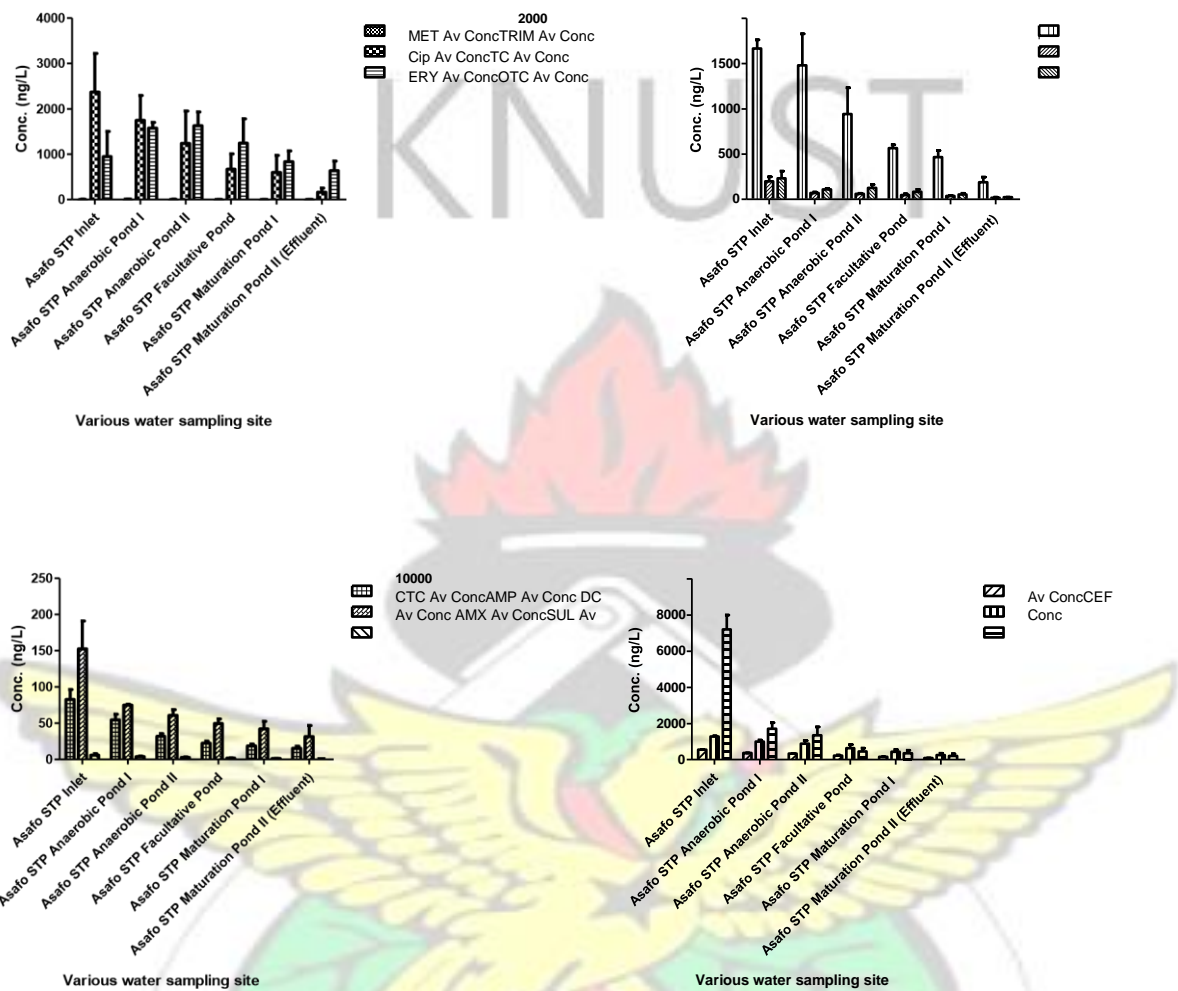 KNUST
4000
3000
2000
1000
0
Conc. (ng/L)
2000
MET Av ConcTRIM Av Conc
Cip Av ConcTC Av Conc
ERY Av ConcOTC Av Conc
Asafo STP Inlet
Asafo STP Anaerobic Pond I
Asafo STP Anaerobic Pond II
Asafo STP Facultative Pond
Asafo STP Maturation Pond I
Asafo STP Maturation Pond II (Effluent)
Various water sampling site
1500
1000
500
0
Conc. (ng/L)
Asafo STP Inlet
Asafo STP Anaerobic Pond I
Asafo STP Anaerobic Pond II
Asafo STP Facultative Pond
Asafo STP Maturation Pond I
Asafo STP Maturation Pond II (Effluent)
Various water sampling site
250
200
150
100
50
0
Conc. (ng/L)
10000
CTC Av ConcAMP Av Conc DC
Av Conc AMX Av ConcSUL Av
Asafo STP Inlet
Asafo STP Anaerobic Pond I
Asafo STP Anaerobic Pond II
Asafo STP Facultative Pond
Asafo STP Maturation Pond I
Asafo STP Maturation Pond II (Effluent)
Various water sampling site
8000
6000
4000
2000
0
Conc. (ng/L)
Av ConcCEF
Conc
Asafo STP Inlet
Asafo STP Anaerobic Pond I
Asafo STP Anaerobic Pond II
Asafo STP Facultative Pond
Asafo STP Maturation Pond I
Asafo STP Maturation Pond II (Effluent)
Various water sampling site